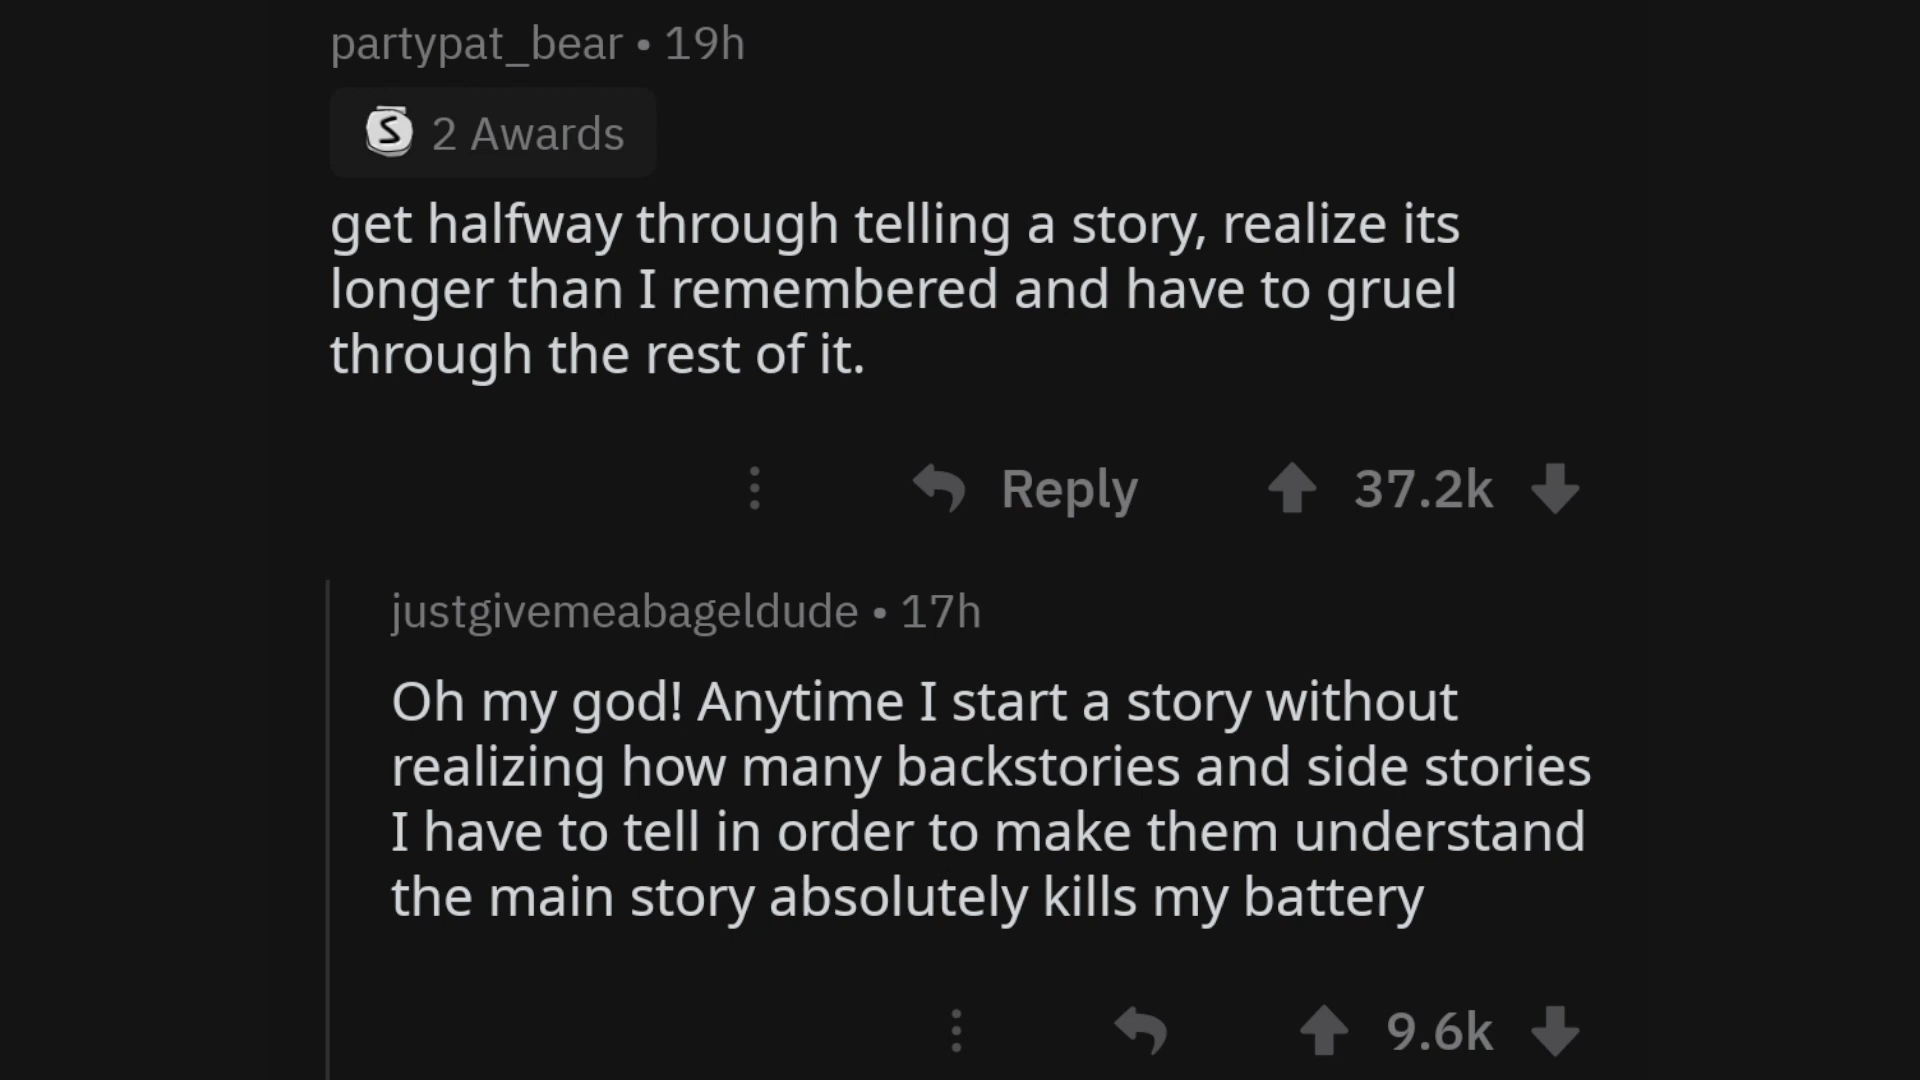 partypat_bear • 19h
S 2 Awards
get halfway through telling a story, realize its
longer than I remembered and have to gruel
through the rest of it.
Reply 37.2k
justgivemeabageldude • 17h
Oh my god! Anytime I start a story without
realizing how many backstories and side stories
I have to tell in order to make them understand
the main story absolutely kills my battery
9.6k